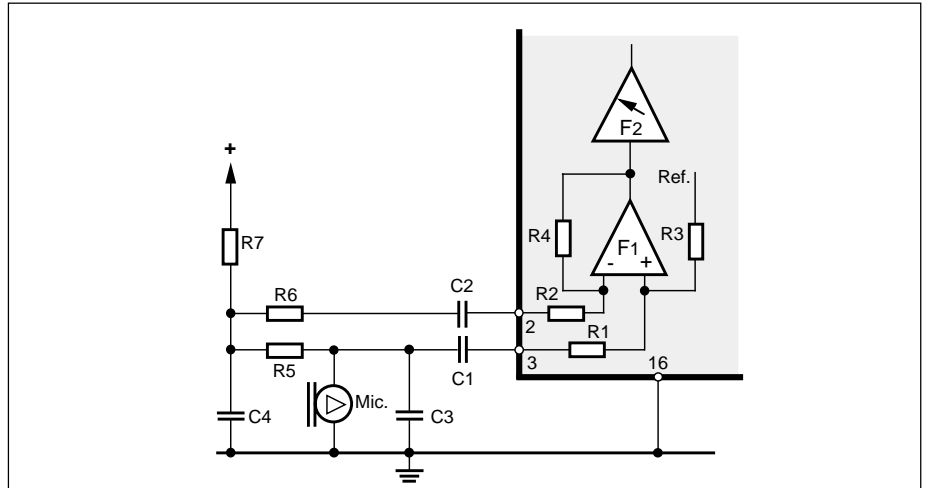 F2
+
Ref.
R7
R4
F1
R3
- +
C2
R6
R2
2
R1
3
16
R5
C1
Mic.
C4
C3